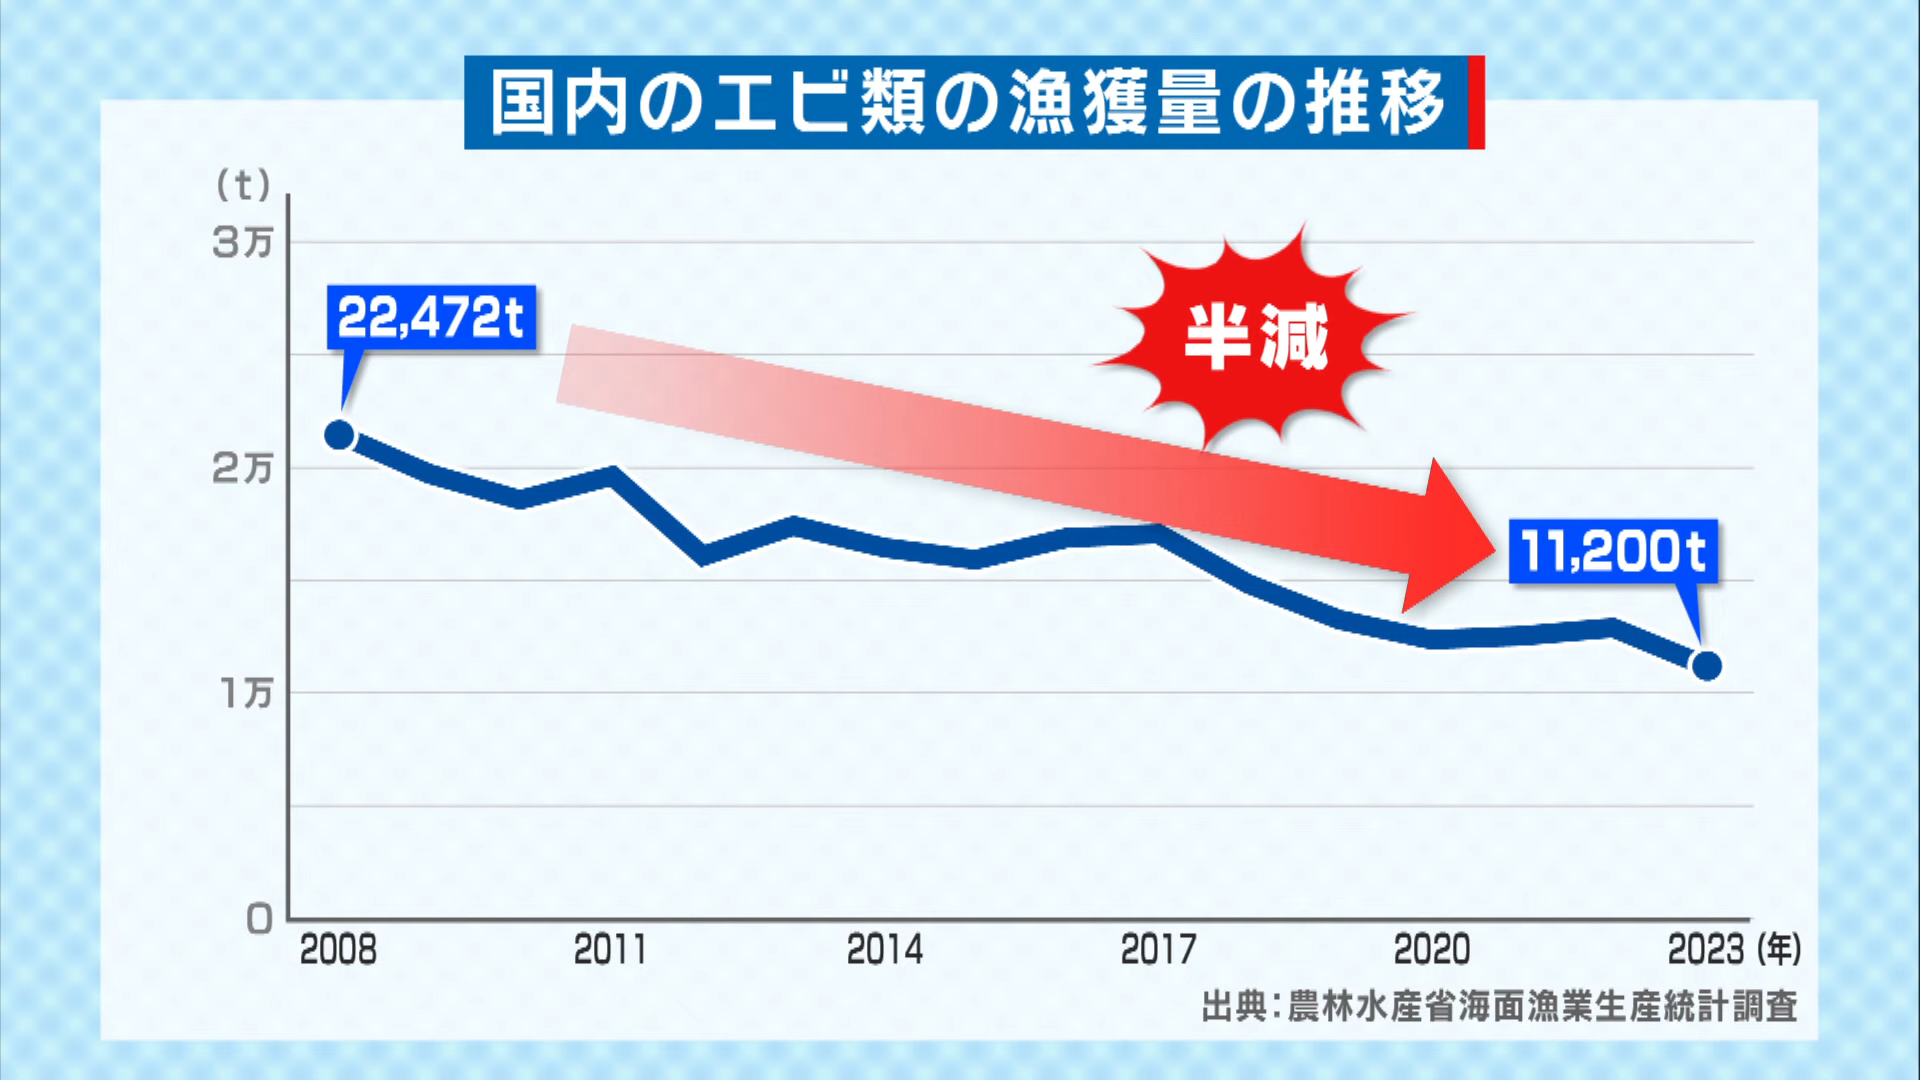 国内のエビ類の漁獲量の推移
(t)
3万
22,472t
半減
2万
11,200t
1万
0
2008 2011 2014 2017 2020 2023 (年)
出典:農林水産省海面漁業生産統計調査